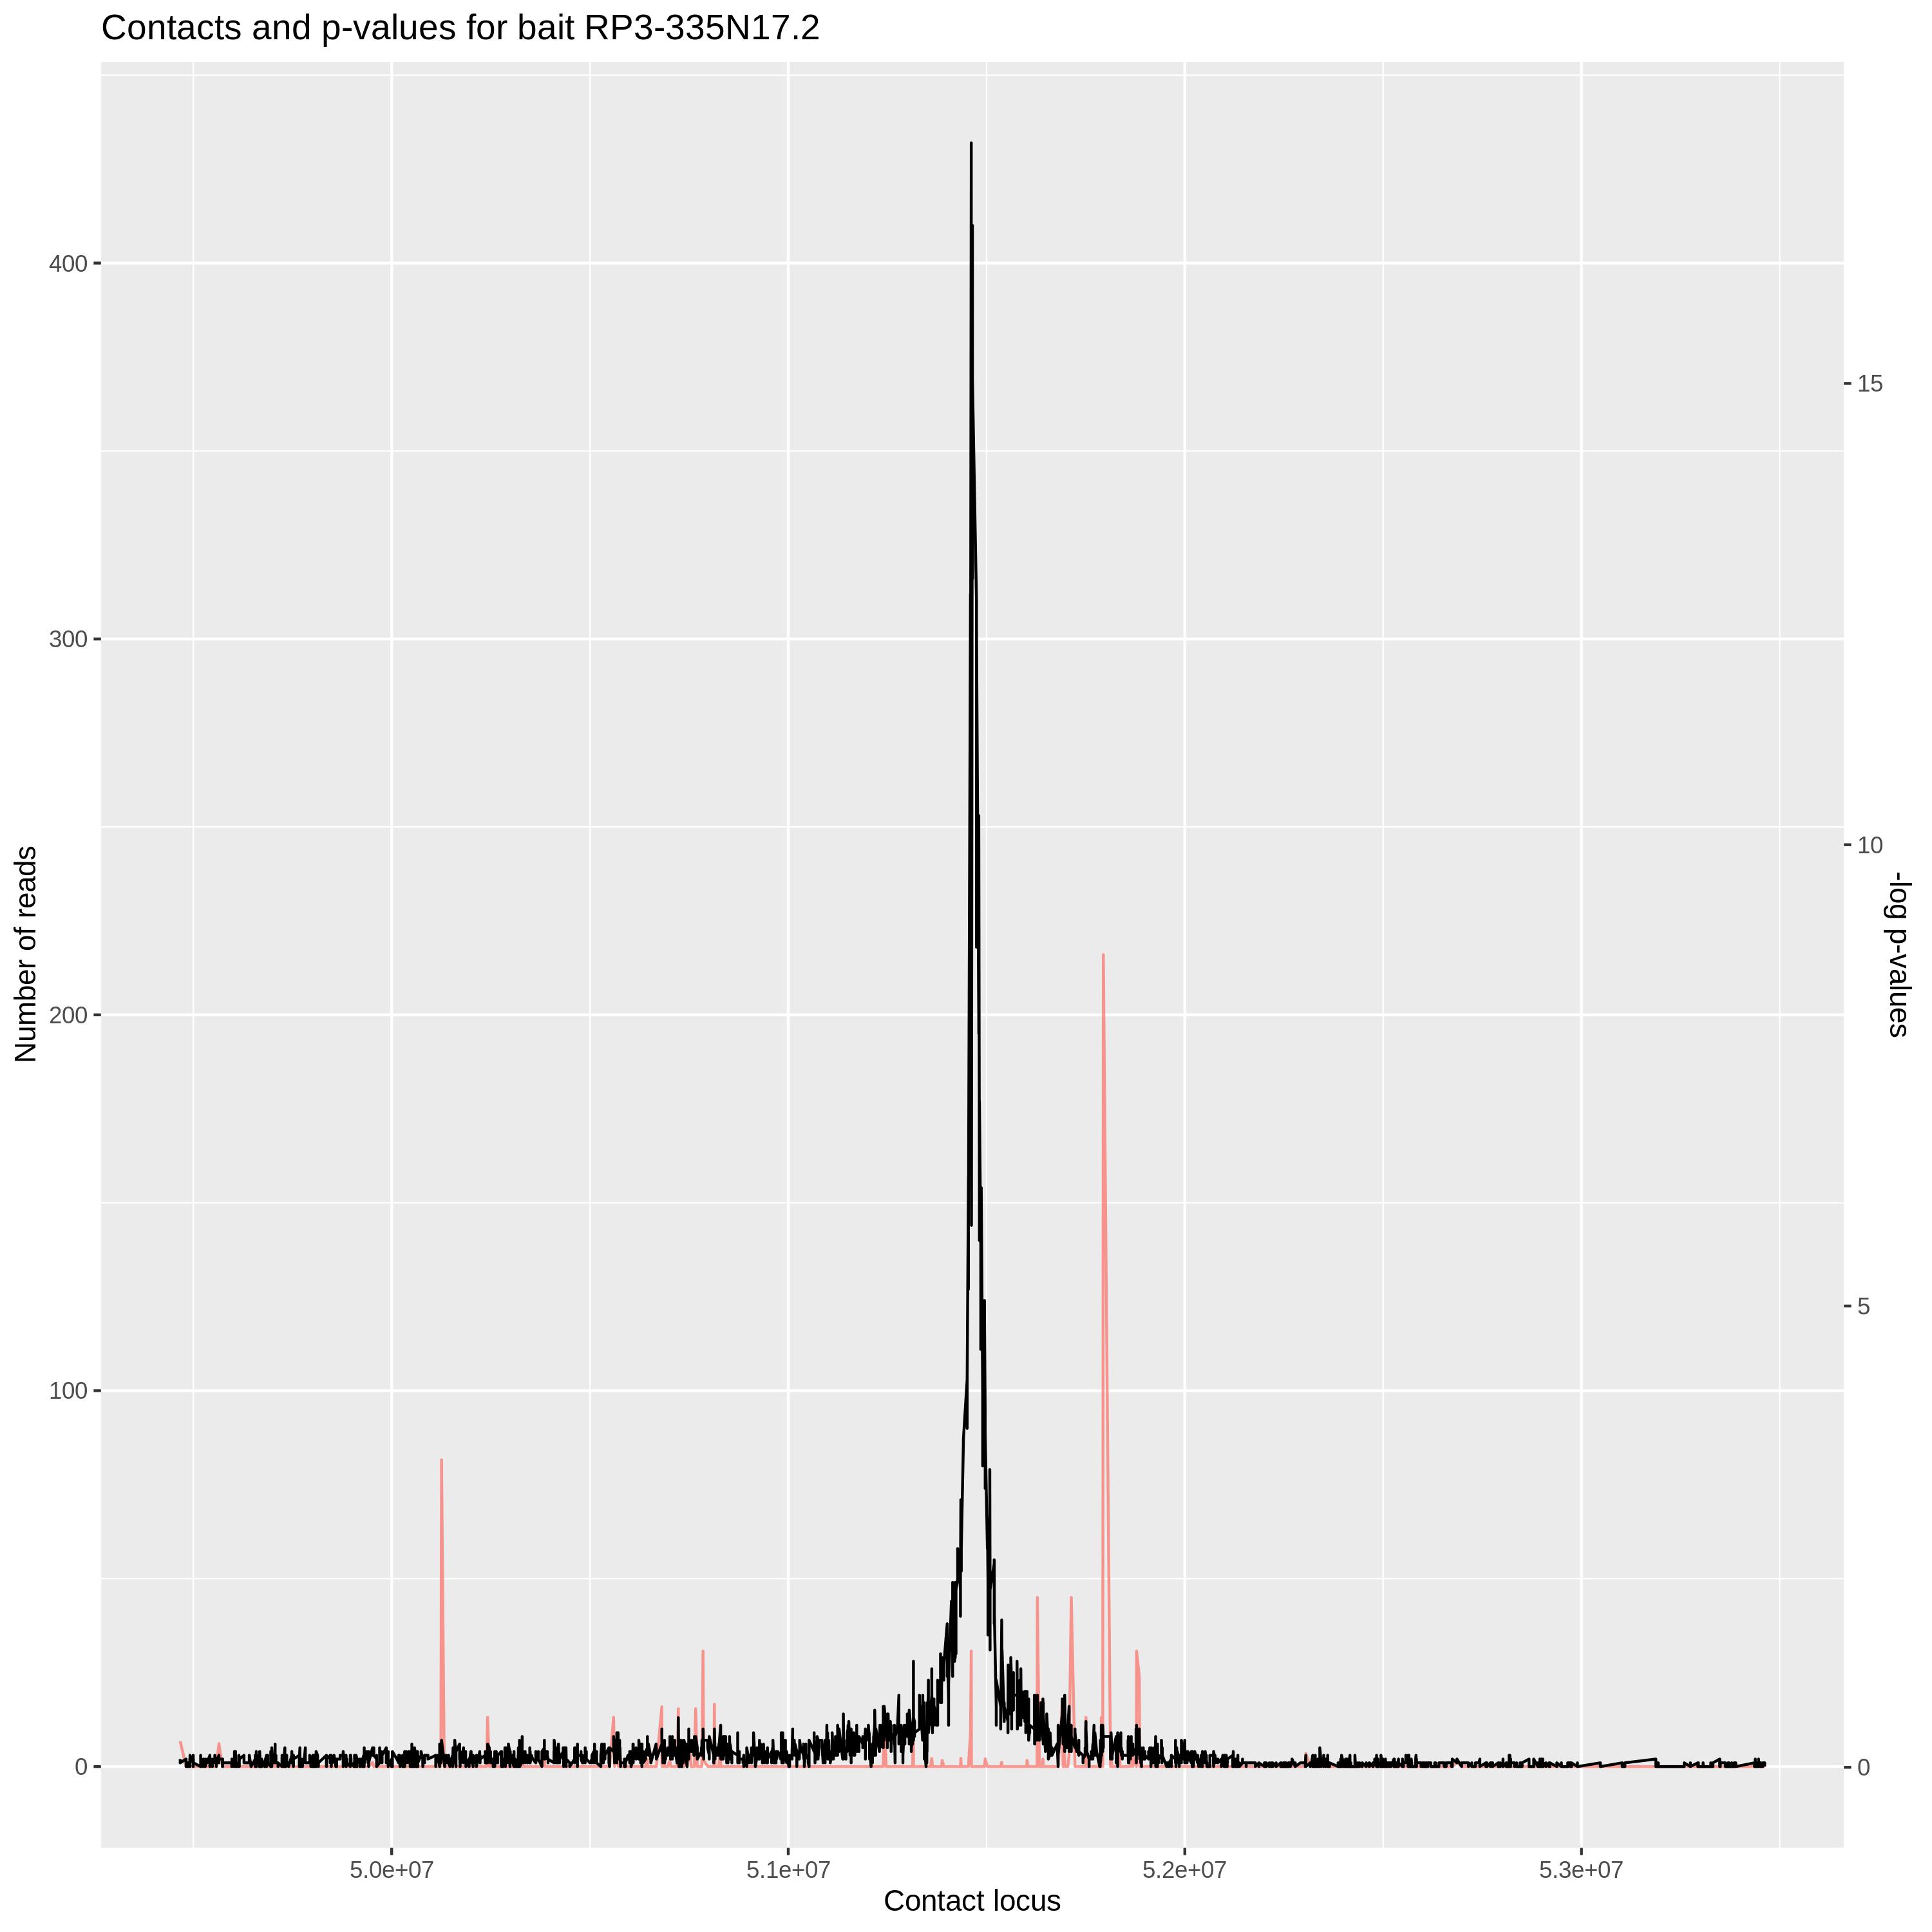 Contacts and p-values for bait RP3-335N17.2
Number of reads
400
300
200
100
0
15
10
5
0
-log p-values
5.0e+07
5.1e+07
5.2e+07
5.3e+07
Contact locus